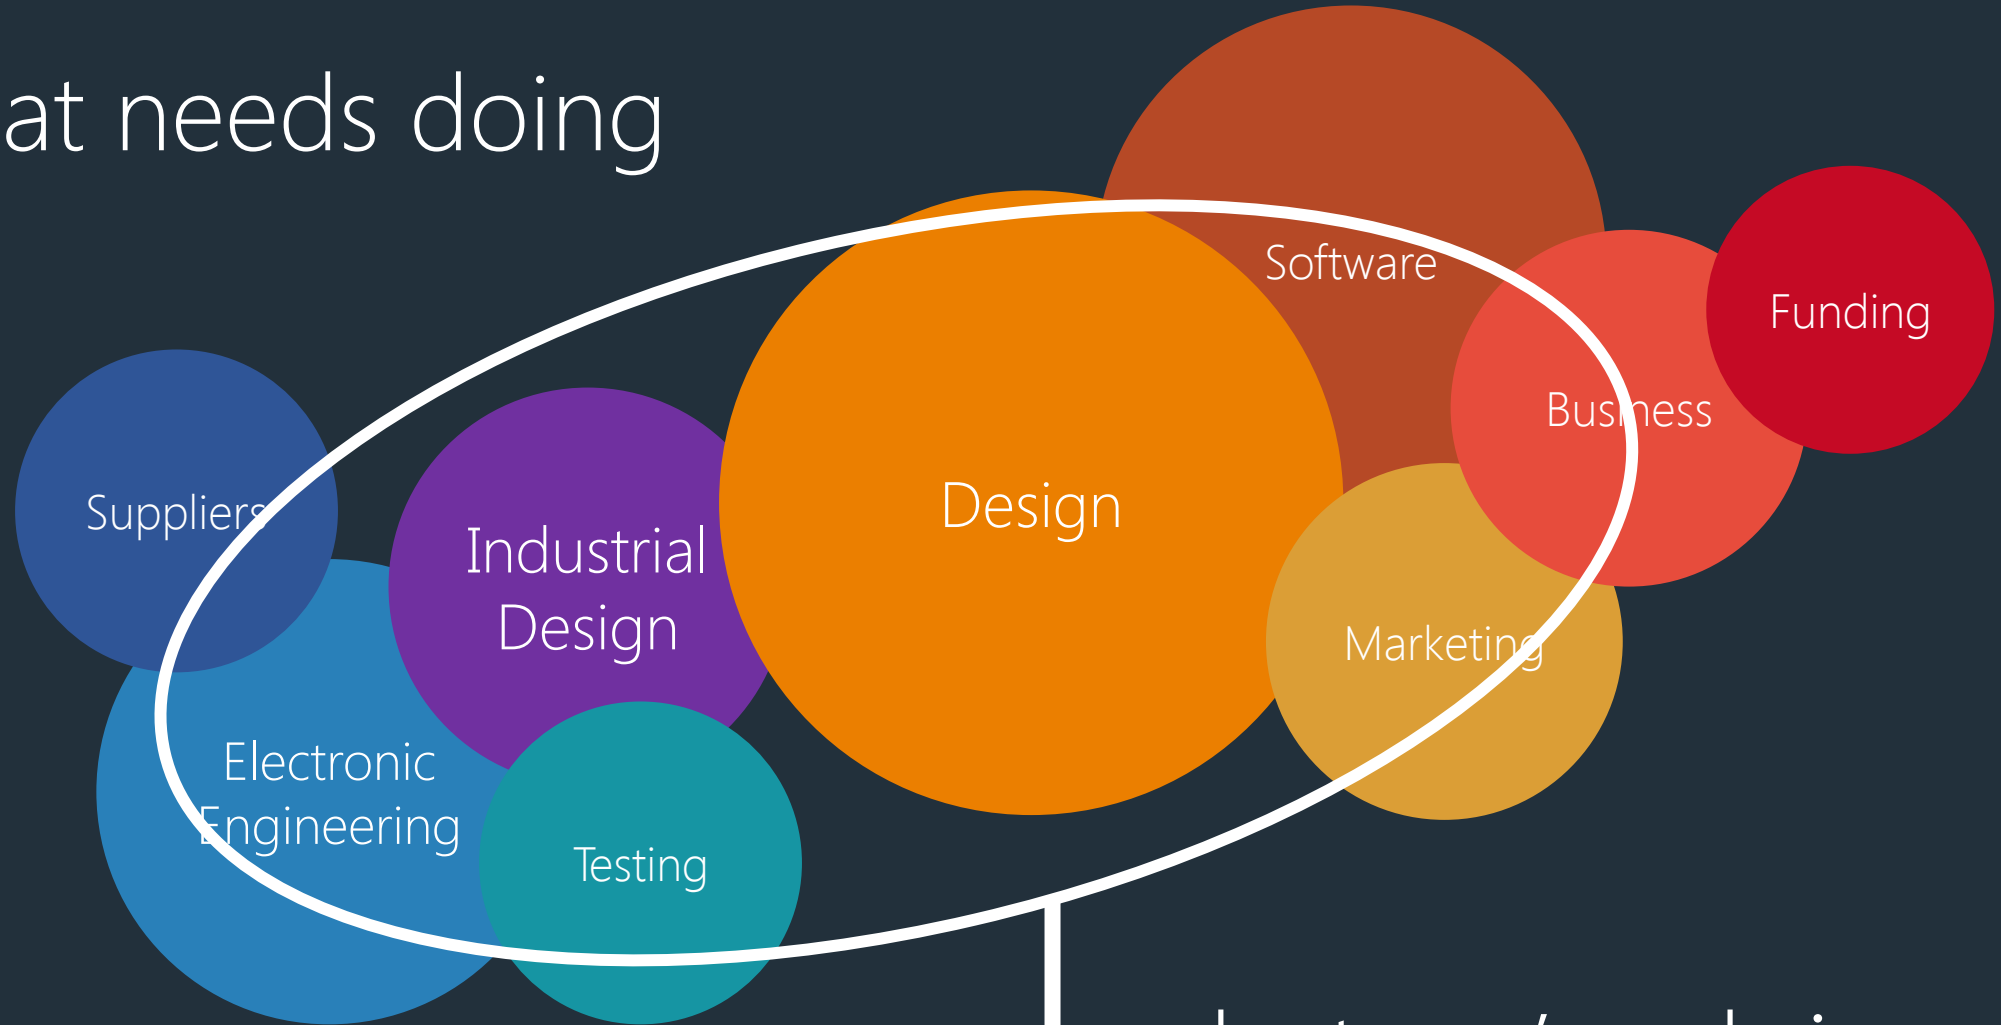 at needs doing
Software
Funding
Business
Suppliers
Design
Industrial
Design
Marketing
Electronic
Engineering
Testing